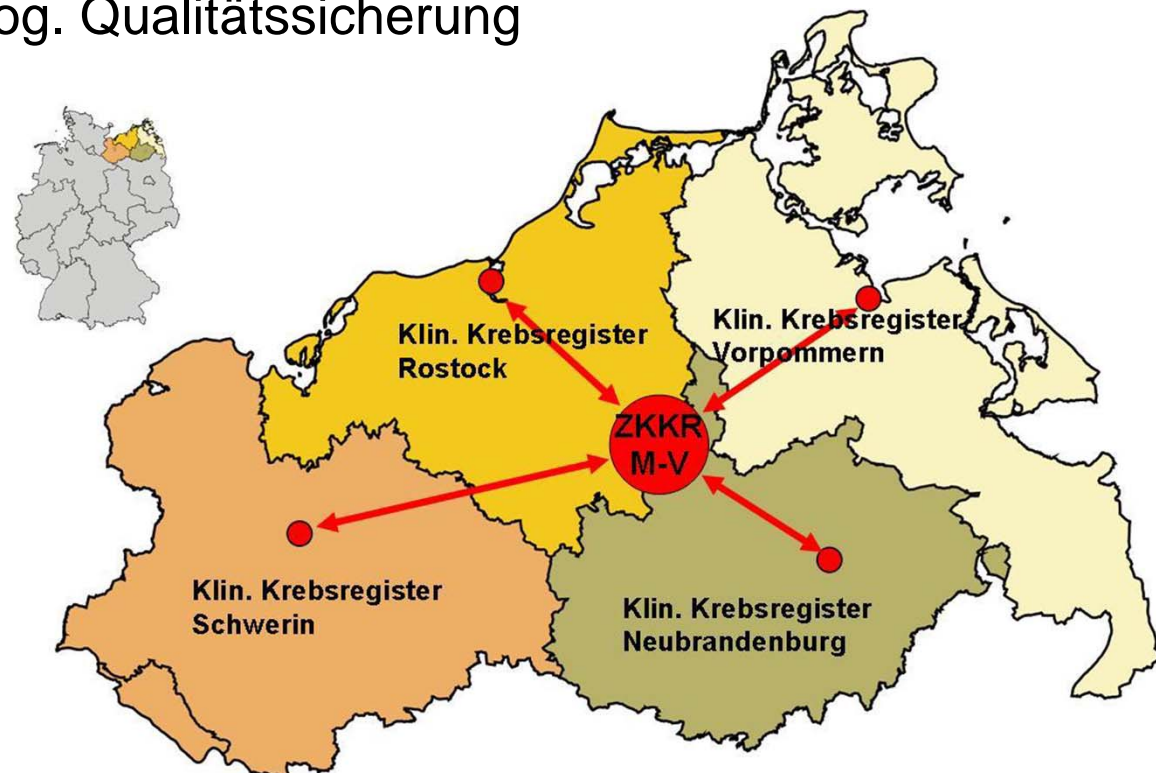 og. Qualitätssicherung
Klin. Krebsregister
Rostock
Klin. Krebsregister
Vorpommern
ZKKR
M-V
Klin. Krebsregister
Schwerin
Klin. Krebsregister
Neubrandenburg